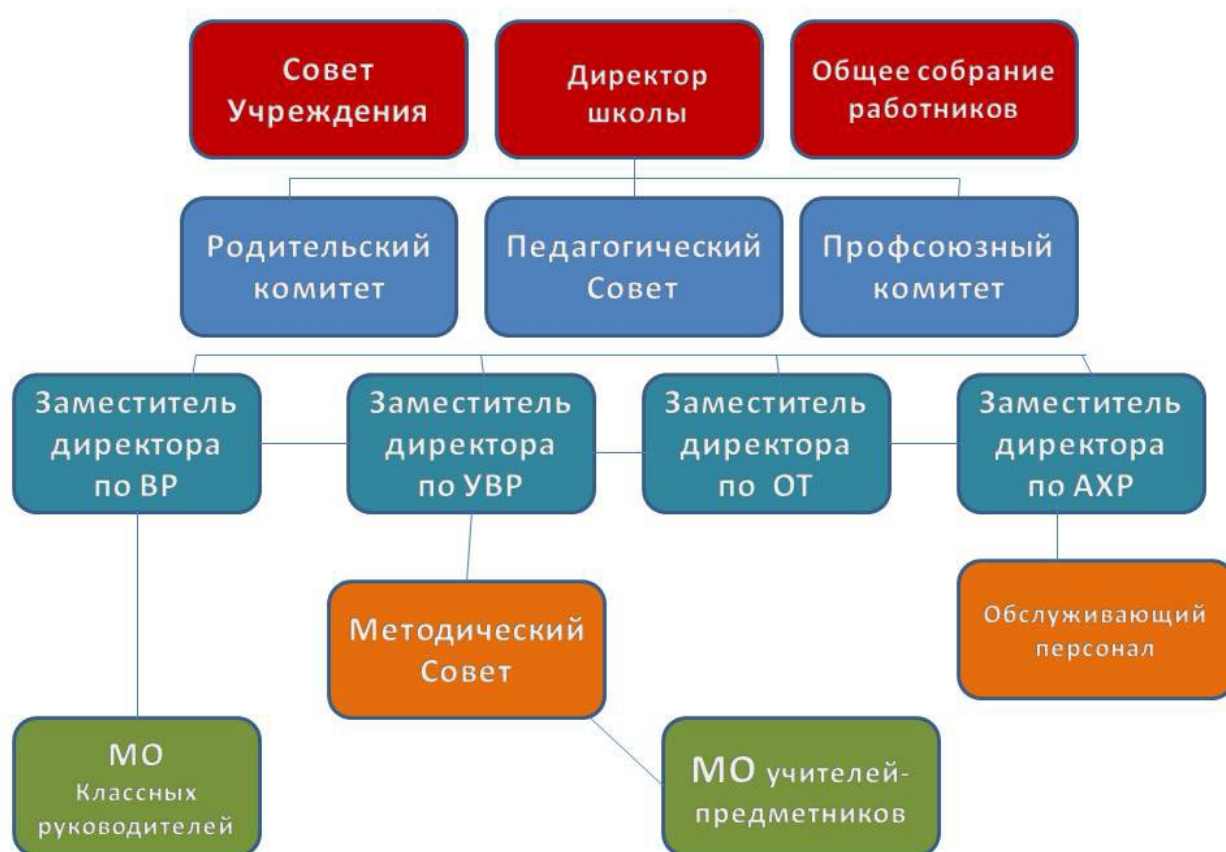 Совет
Учреждения
Директор
школы
Общее собрание
работников
Родительский
комитет
Педагогический
Совет
Профсоюзный
комитет
Заместитель
директора
по ВР
Заместитель
директора
по УВР
Заместитель
директора
по ОТ
Заместитель
директора
по АХР
Методический
Совет
Обслуживающий
персонал
МО
Классных
руководителей
МО учителей-
предметников